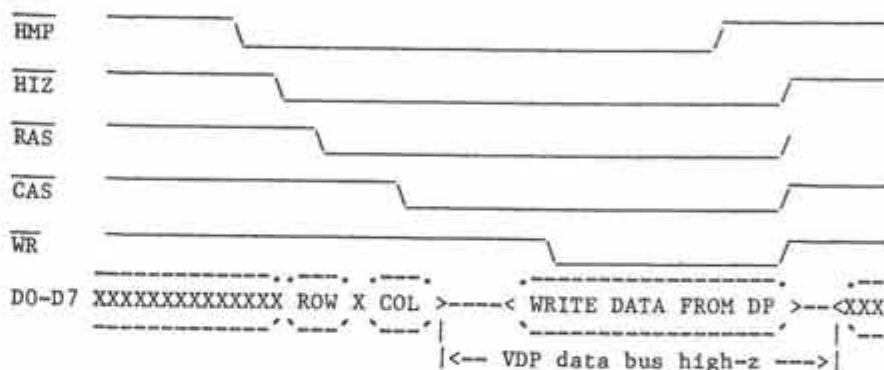 HMP
HIZ
RAS
CAS
WR
D0-D7 XXXXXXXXXXXXXX ROW X COL >----< WRITE DATA FROM DP >--<XXX
|<-- VDP data bus high-z --->|